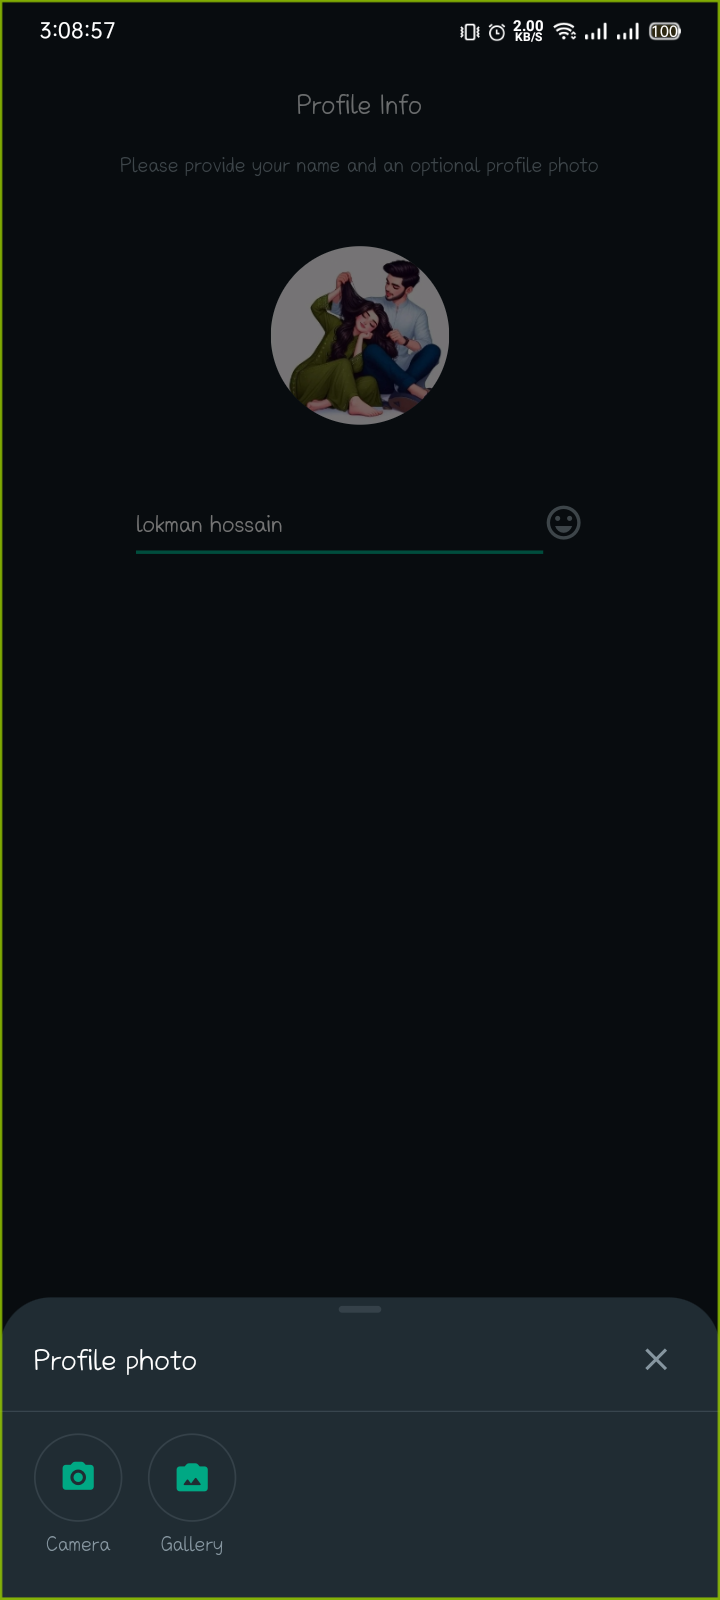 3:08:57
2.00
KB/S
100
Profile Info
Please provide your name and an optional profile photo
lokman hossain
Profile photo
Camera
Gallery